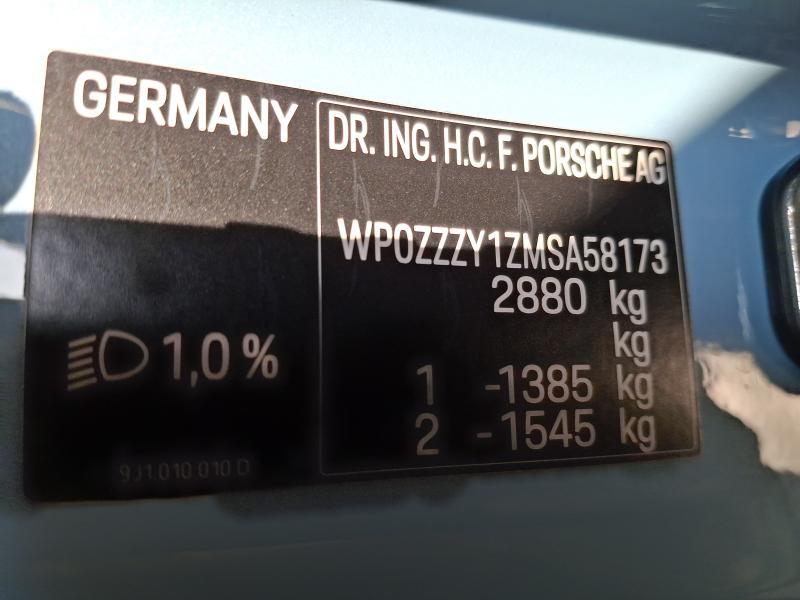 GERMANY
DR. ING. H.C. F. PORSCHE AG
WP0ZZZY1ZMSA58173
2880 kg
kg
1 -1385 kg
2 -1545 kg
1,0 %
9J1.010.010 D